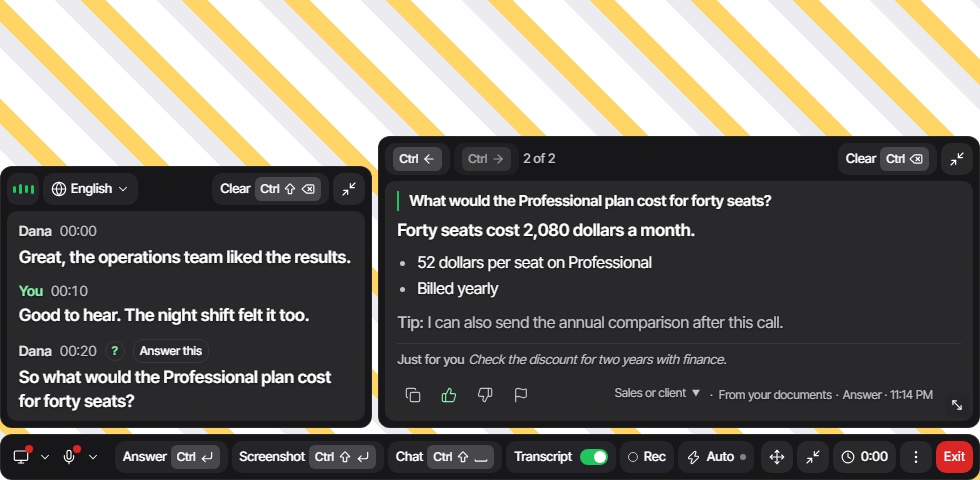 Ctrl ← Ctrl → 2 of 2 Clear Ctrl ⌫
English Clear Ctrl ⇧ ⌫
What would the Professional plan cost for forty seats?
Forty seats cost 2,080 dollars a month.
• 52 dollars per seat on Professional
• Billed yearly
Tip: I can also send the annual comparison after this call.
Just for you Check the discount for two years with finance.
Sales or client ▼ · From your documents · Answer · 11:14 PM
Dana 00:00
Great, the operations team liked the results.
You 00:10
Good to hear. The night shift felt it too.
Dana 00:20 ? Answer this
So what would the Professional plan cost
for forty seats?
Answer Ctrl ↵ Screenshot Ctrl ⇧ ↵ Chat Ctrl ⇧ ⎵ Transcript Rec Auto 0:00 Exit